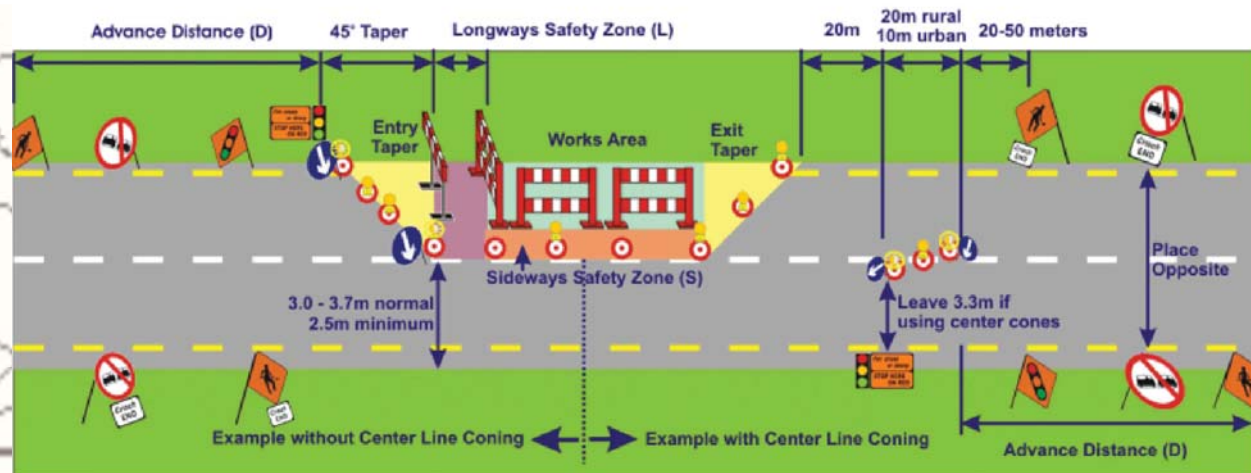 Advance Distance (D)
45° Taper
Longways Safety Zone (L)
20m
20m rural
10m urban
20-50 meters
Entry
Taper
Works Area
Exit
Taper
END
END
Sideways Safety Zone (S)
Place
Opposite
3.0 - 3.7m normal
2.5m minimum
Leave 3.3m if
using center cones
END
END
Example without Center Line Coning
Example with Center Line Coning
Advance Distance (D)